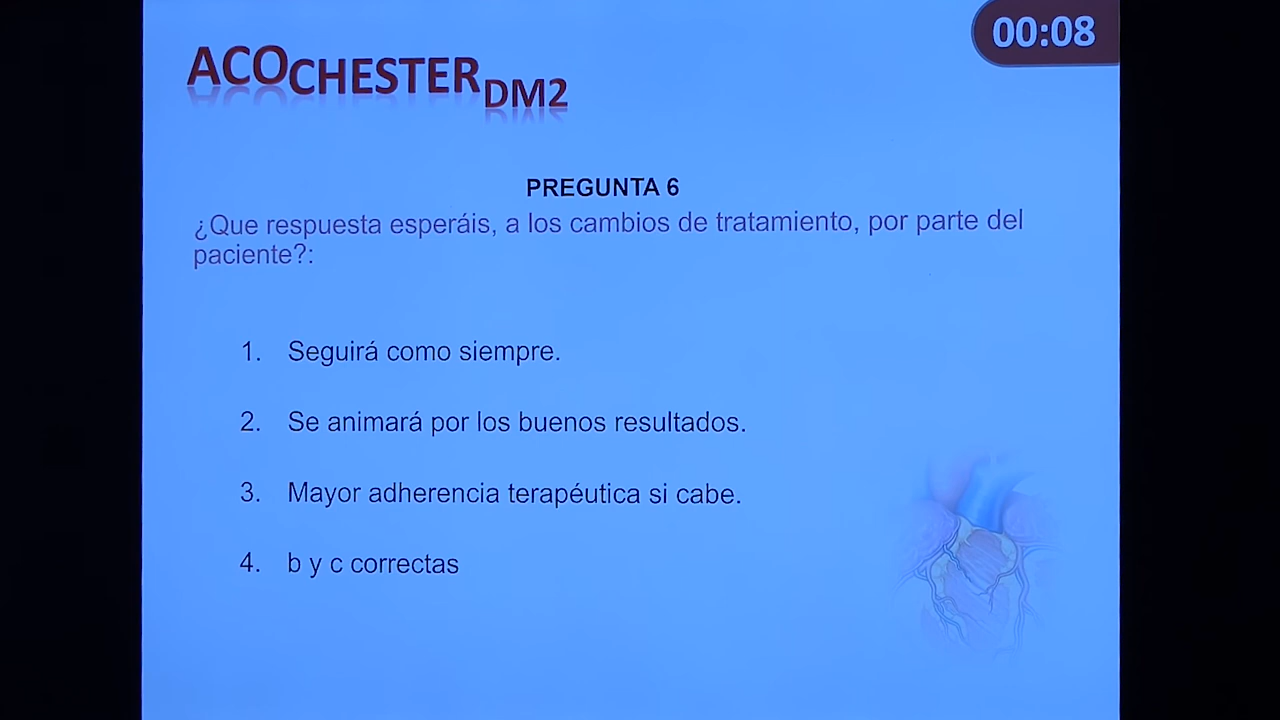 00:08
ACOCHESTERDM2
PREGUNTA 6
¿Que respuesta esperáis, a los cambios de tratamiento, por parte del
paciente?:
1. Seguirá como siempre.
2. Se animará por los buenos resultados.
3. Mayor adherencia terapéutica si cabe.
4. b y c correctas